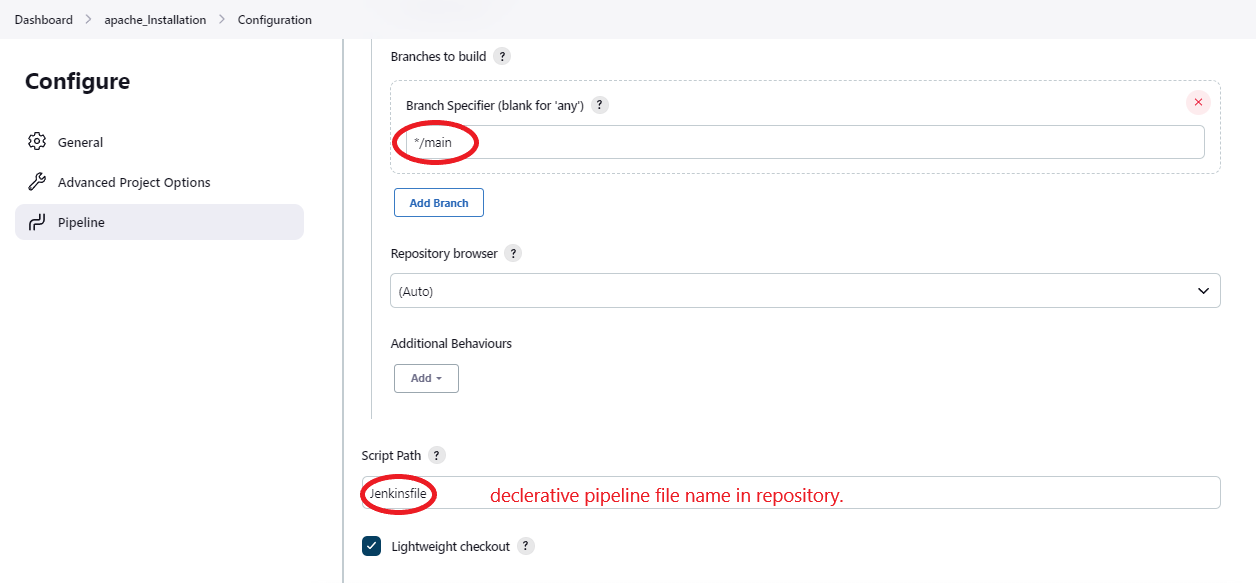 Dashboard > apache_Installation > Configuration
Configure
General
Advanced Project Options
Pipeline
Branches to build ?
Branch Specifier (blank for 'any') ?
*/main
Add Branch
Repository browser ?
(Auto)
Additional Behaviours
Add
Script Path ?
Jenkinsfile declerative pipeline file name in repository.
Lightweight checkout ?